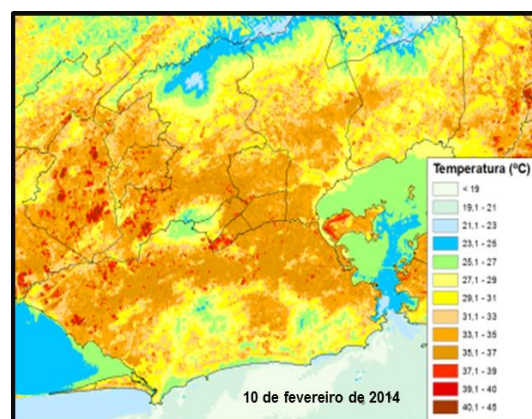 Temperatura (ºC)
< 19
19,1 - 21
21,1 - 23
23,1 - 25
25,1 - 27
27,1 - 29
29,1 - 31
31,1 - 33
33,1 - 35
35,1 - 37
37,1 - 39
39,1 - 40
40,1 - 45
10 de fevereiro de 2014